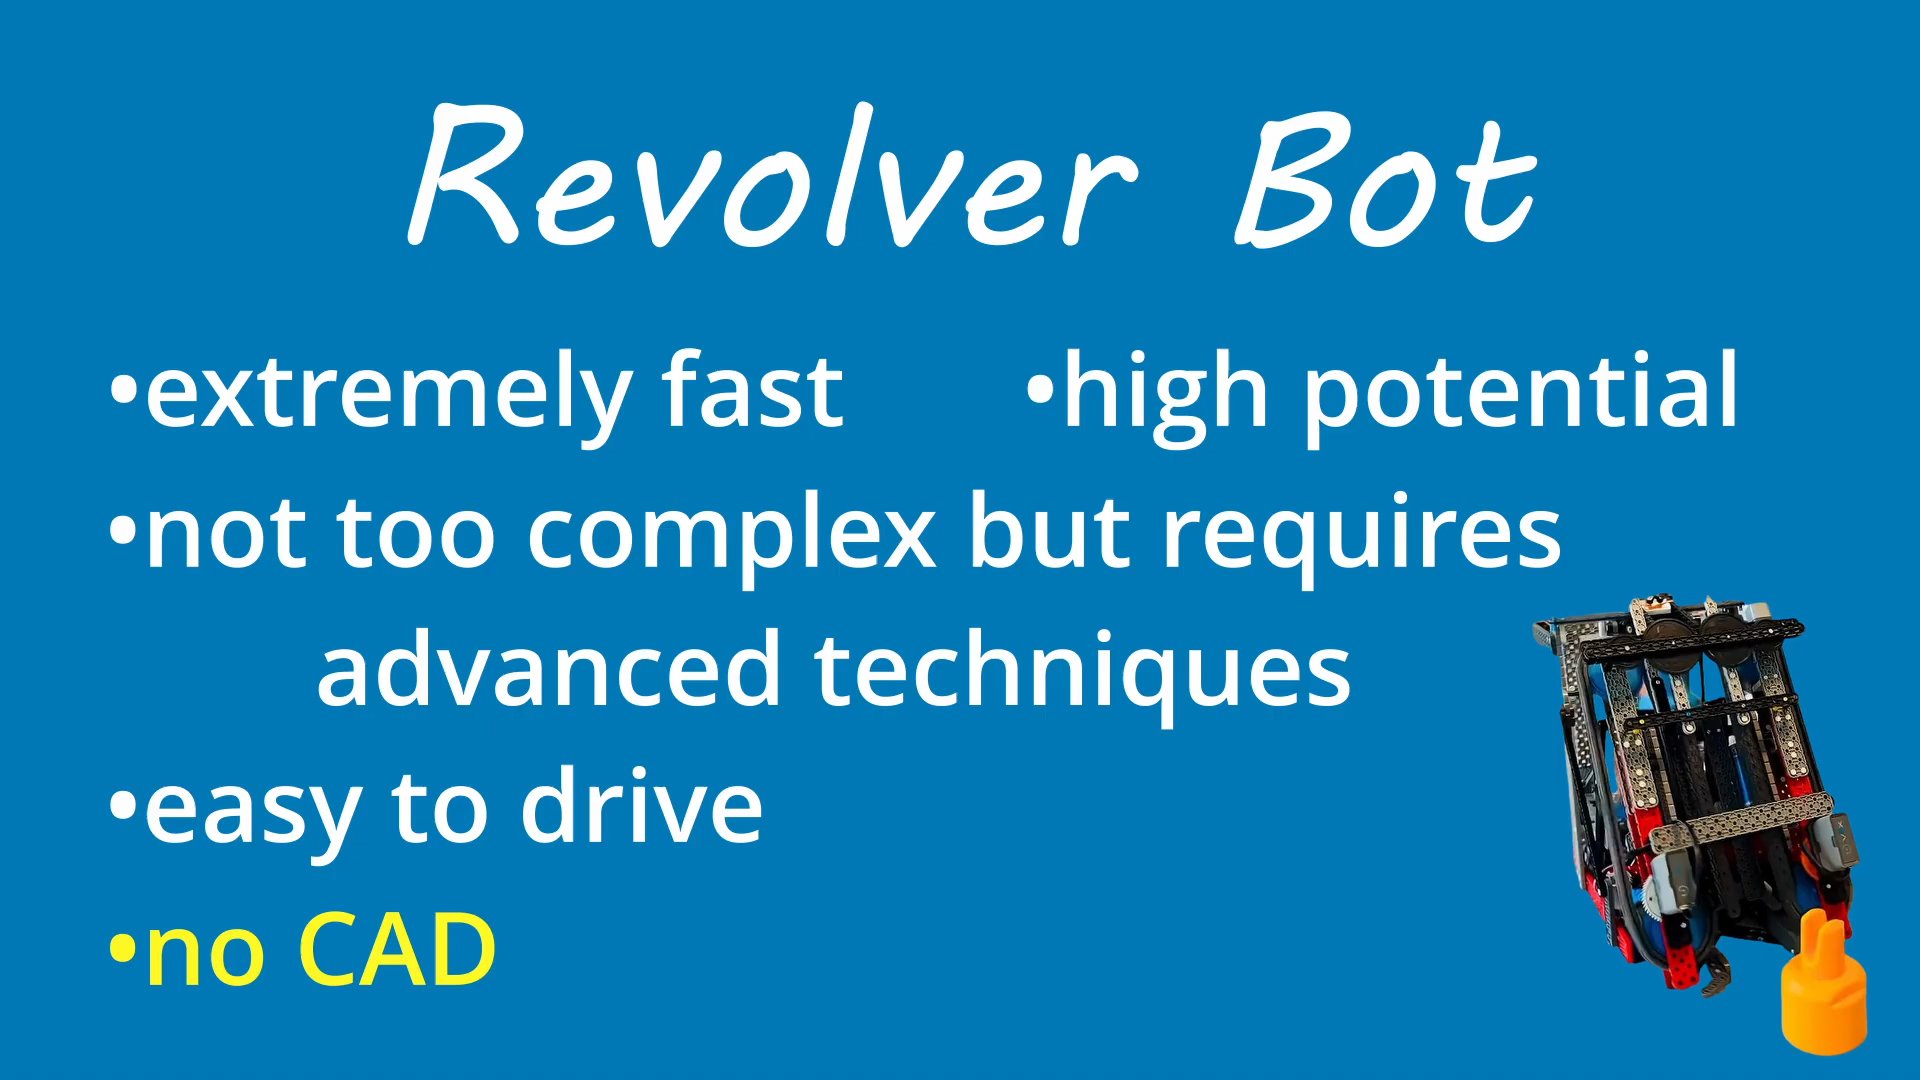 Revolver Bot
•extremely fast •high potential
•not too complex but requires
advanced techniques
•easy to drive
•no CAD